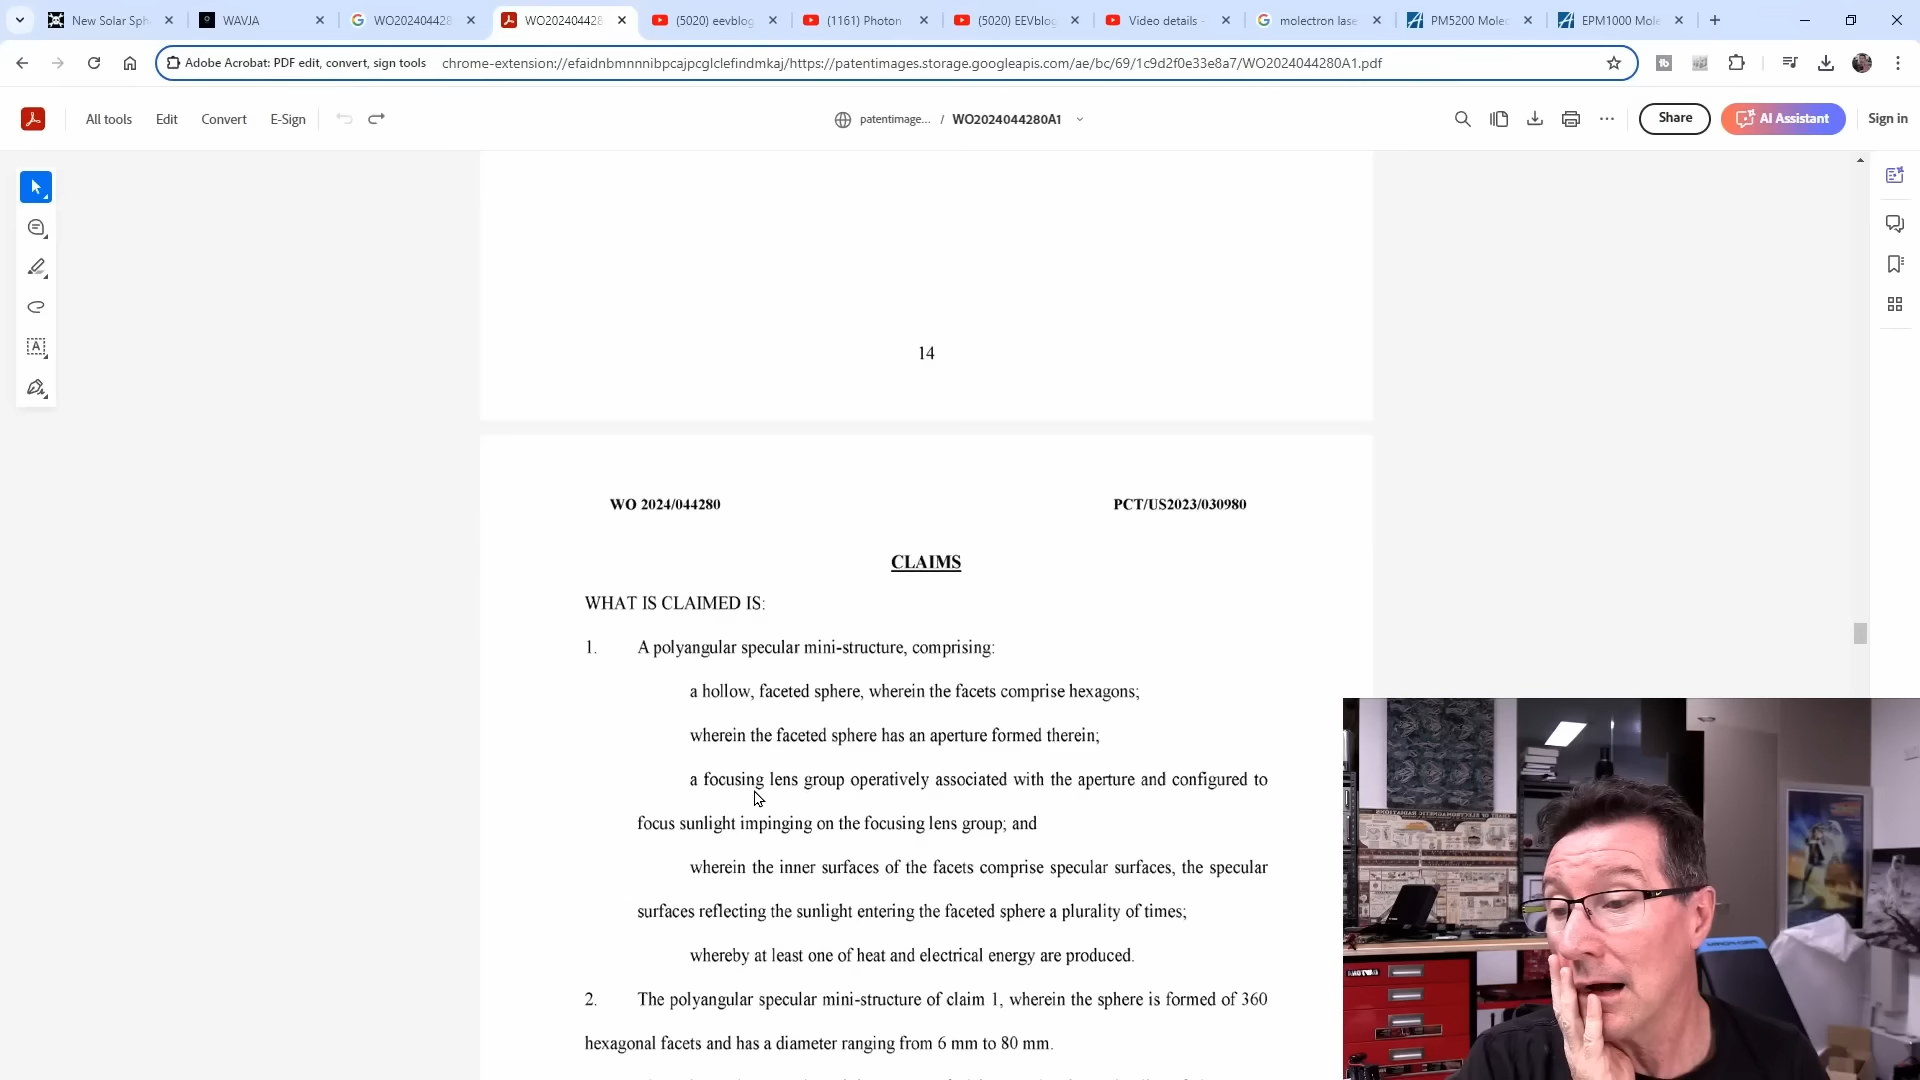 New Solar Sph
WAVJA
WO202404428
WO202404428
(5020) eevblog
(1161) Photon
(5020) EEVblog
Video details -
molectron lase
PM5200 Molec
EPM1000 Mole
Adobe Acrobat: PDF edit, convert, sign tools
chrome-extension://efaidnbmnnnibpcajpcglclefindmkaj/https://patentimages.storage.googleapis.com/ae/bc/69/1c9d2f0e33e8a7/WO2024044280A1.pdf
All tools
Edit
Convert
E-Sign
patentimage... / WO2024044280A1
Share
AI Assistant
Sign in
14
WO 2024/044280
PCT/US2023/030980
CLAIMS
WHAT IS CLAIMED IS:
1. A polyangular specular mini-structure, comprising:
a hollow, faceted sphere, wherein the facets comprise hexagons;
wherein the faceted sphere has an aperture formed therein;
a focusing lens group operatively associated with the aperture and configured to
focus sunlight impinging on the focusing lens group; and
wherein the inner surfaces of the facets comprise specular surfaces, the specular
surfaces reflecting the sunlight entering the faceted sphere a plurality of times;
whereby at least one of heat and electrical energy are produced.
2. The polyangular specular mini-structure of claim 1, wherein the sphere is formed of 360
hexagonal facets and has a diameter ranging from 6 mm to 80 mm.